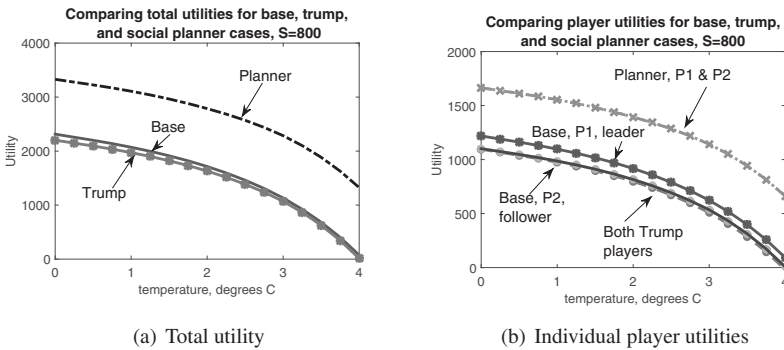 Comparing total utilities for base, trump,
and social planner cases, S=800
4000
3000
2000
1000
0
Utility
Planner
Base
Trump
0 1 2 3 4
temperature, degrees C
(a) Total utility
Comparing player utilities for base, trump,
and social planner cases, S=800
2000
1500
1000
500
0
Utility
Planner, P1 & P2
Base, P1, leader
Base, P2,
follower
Both Trump
players
0 1 2 3 4
temperature, degrees C
(b) Individual player utilities